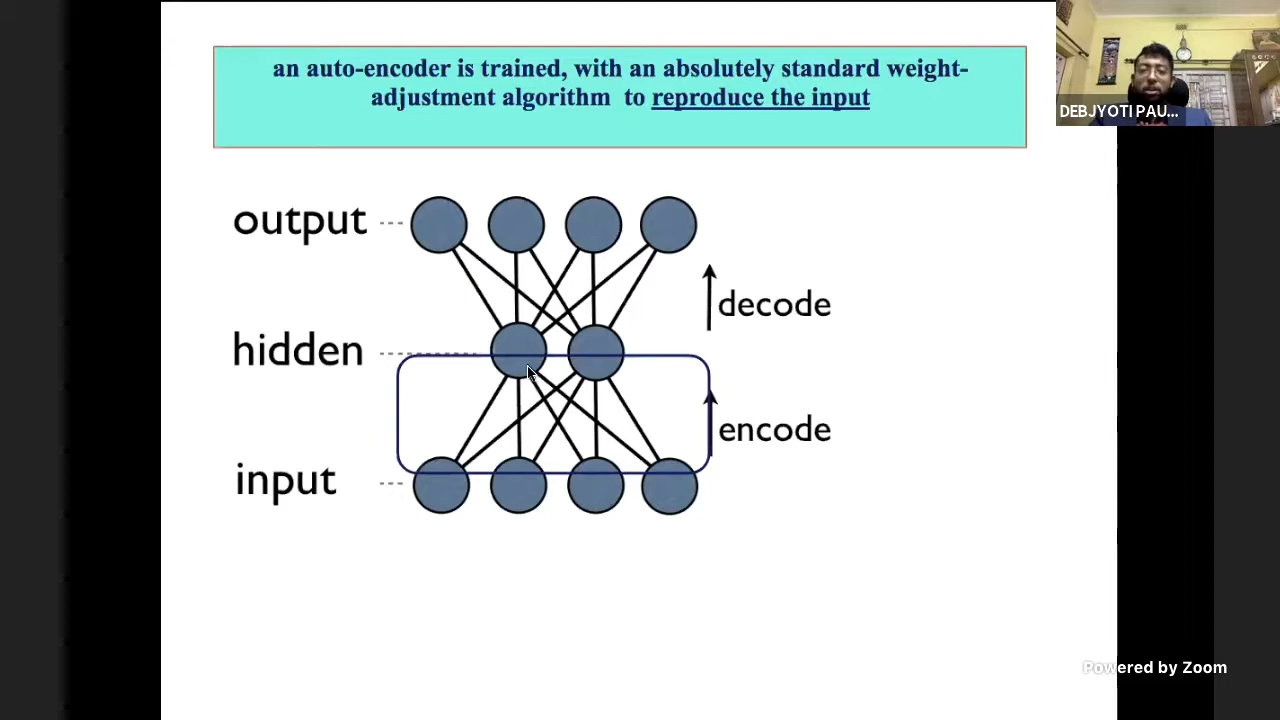 an auto-encoder is trained, with an absolutely standard weight-
adjustment algorithm to reproduce the input
DEBJYOTI PAU...
output
decode
hidden
encode
input
Powered by Zoom